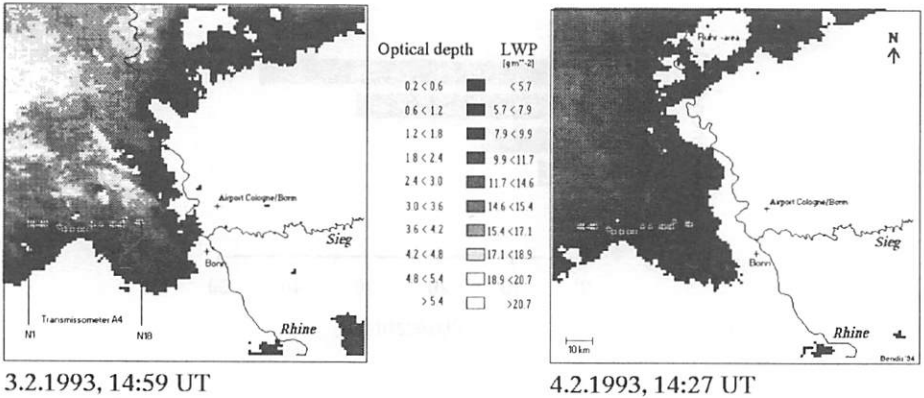 Optical depth LWP
[gm**-2]
0.2 < 0.6 < 5.7
0.6 < 1.2 5.7 < 7.9
1.2 < 1.8 7.9 < 9.9
1.8 < 2.4 9.9 < 11.7
2.4 < 3.0 11.7 < 14.6
3.0 < 3.6 14.6 < 15.4
3.6 < 4.2 15.4 < 17.1
4.2 < 4.8 17.1 < 18.9
4.8 < 5.4 18.9 < 20.7
> 5.4 > 20.7
Airport Cologne/Bonn
Sieg
Bonn
Transmissometer A4
N1
N18
Rhine
3.2.1993, 14:59 UT
Ruhr-area
N
Airport Cologne/Bonn
Sieg
Bonn
Rhine
10 km
Bendix '94
4.2.1993, 14:27 UT